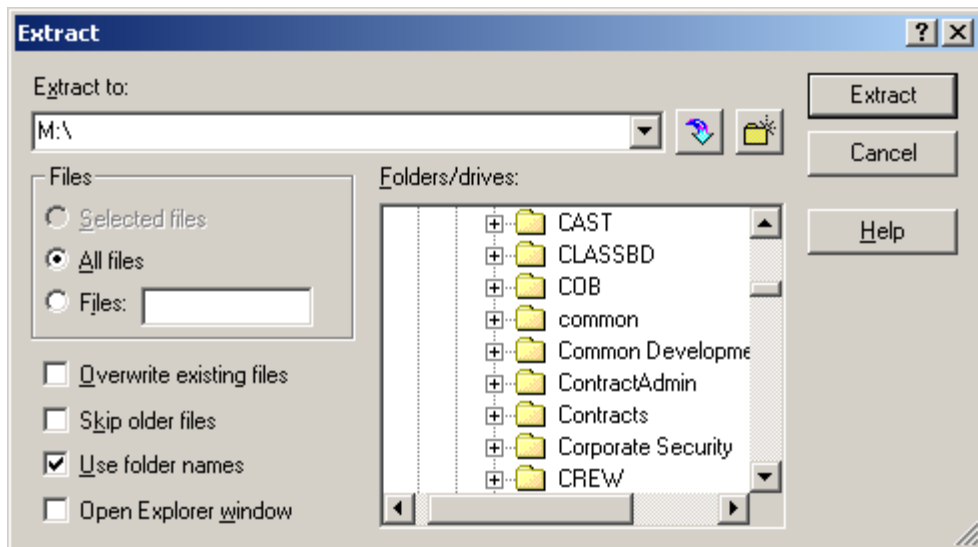 Extract
Extract to:
M:\
Extract
Cancel
Help
Files
Selected files
All files
Files:
Overwrite existing files
Skip older files
Use folder names
Open Explorer window
Folders/drives:
CAST
CLASSBD
COB
common
Common Developme
ContractAdmin
Contracts
Corporate Security
CREW